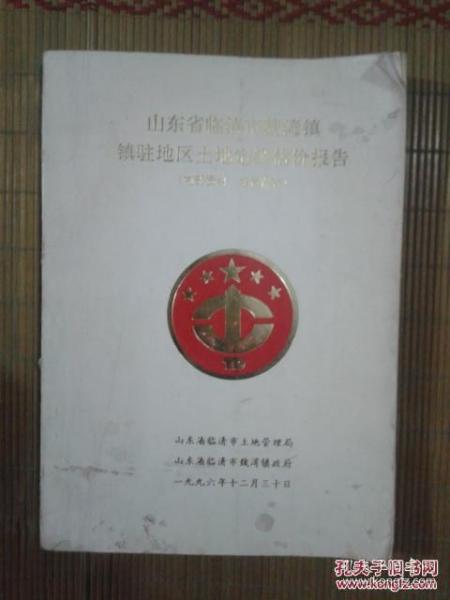 山东省临清市魏湾镇
镇驻地区土地定级估价报告
山东省临清市土地管理局
山东省临清市魏湾镇政府
一九九六年十二月三十日
孔夫子旧书网